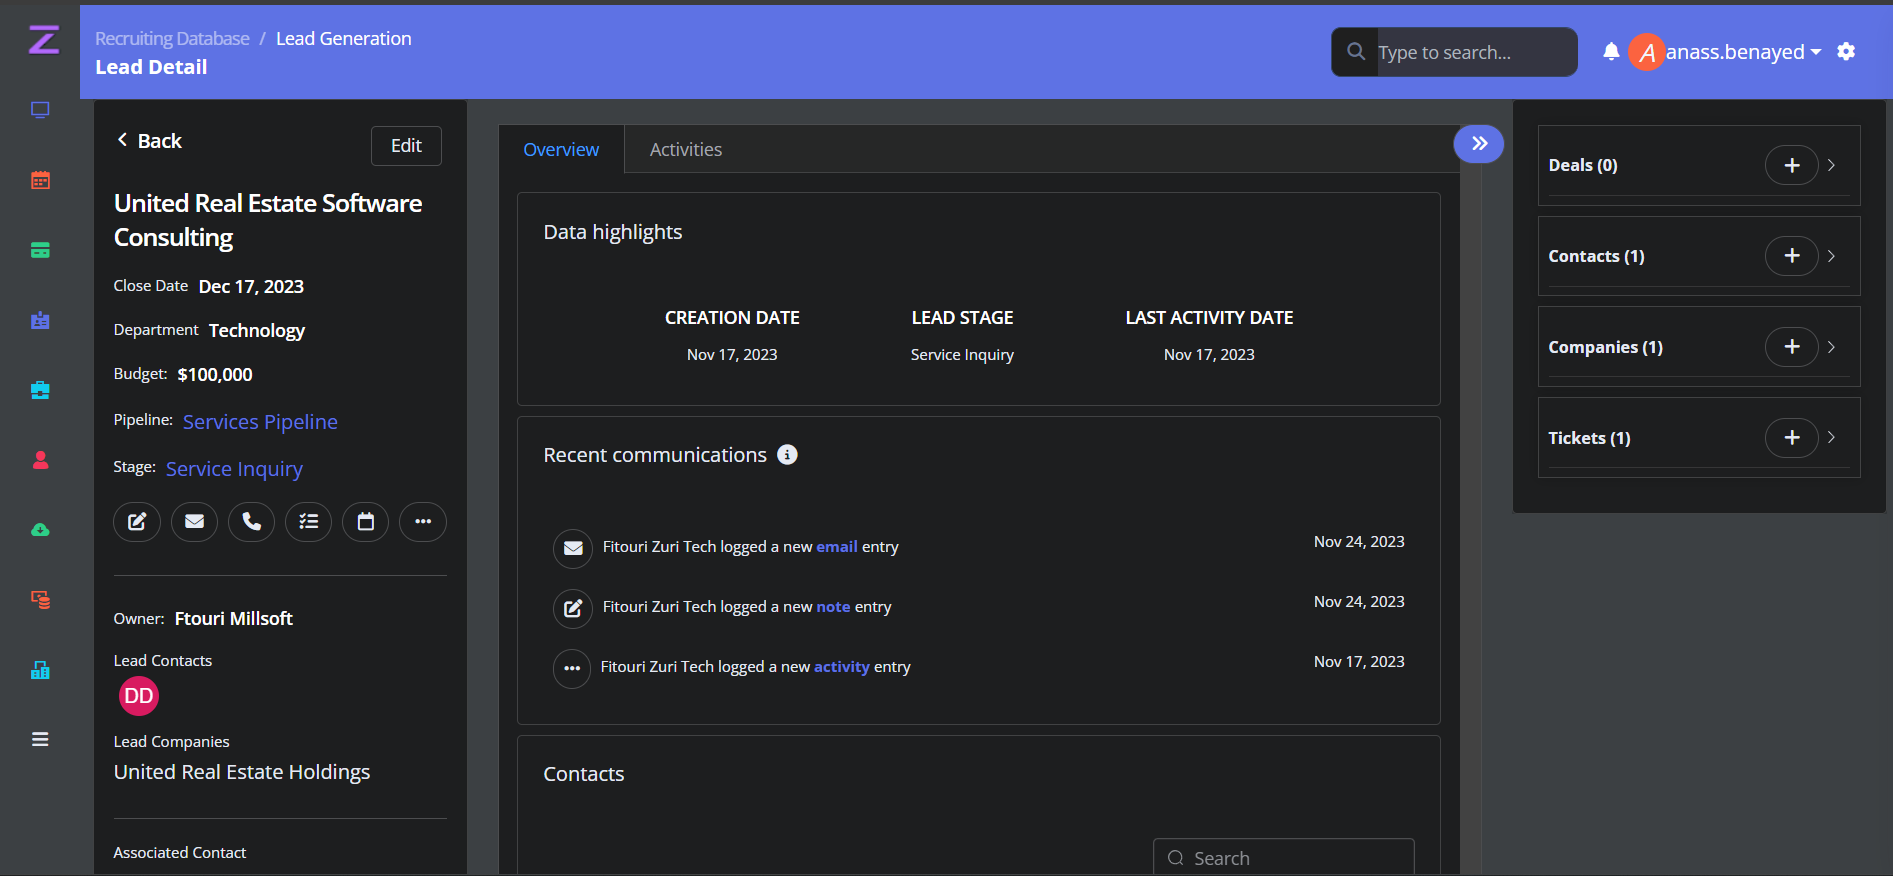 Recruiting Database / Lead Generation
Lead Detail
Type to search...
A anass.benayed
Back
Edit
United Real Estate Software
Consulting
Close Date Dec 17, 2023
Department Technology
Budget: $100,000
Pipeline: Services Pipeline
Stage: Service Inquiry
Owner: Ftouri Millsoft
Lead Contacts
DD
Lead Companies
United Real Estate Holdings
Associated Contact
Overview
Activities
Data highlights
CREATION DATE
LEAD STAGE
LAST ACTIVITY DATE
Nov 17, 2023
Service Inquiry
Nov 17, 2023
Recent communications
Fitouri Zuri Tech logged a new email entry
Nov 24, 2023
Fitouri Zuri Tech logged a new note entry
Nov 24, 2023
Fitouri Zuri Tech logged a new activity entry
Nov 17, 2023
Contacts
Search
Deals (0)
Contacts (1)
Companies (1)
Tickets (1)